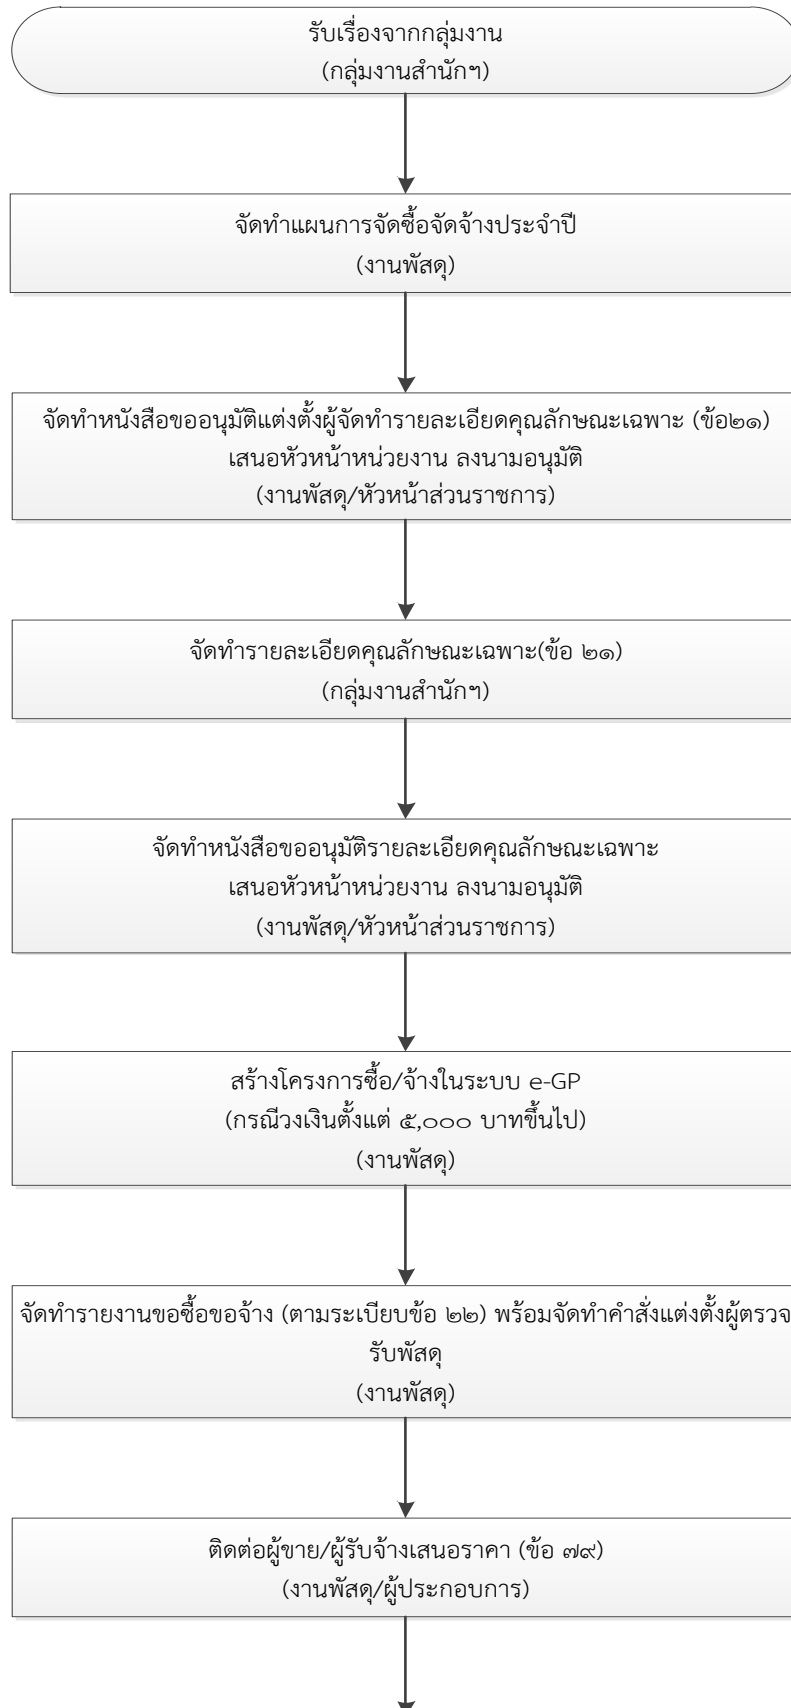 รับเรื่องจากกลุ่มงาน
(กลุ่มงานสำนักฯ)
จัดทำแผนการจัดซื้อจัดจ้างประจำปี
(งานพัสดุ)
จัดทำหนังสือขออนุมัติแต่งตั้งผู้จัดทำรายละเอียดคุณลักษณะเฉพาะ (ข้อ๒๑)
เสนอหัวหน้าหน่วยงาน ลงนามอนุมัติ
(งานพัสดุ/หัวหน้าส่วนราชการ)
จัดทำรายละเอียดคุณลักษณะเฉพาะ(ข้อ ๒๑)
(กลุ่มงานสำนักฯ)
จัดทำหนังสือขออนุมัติรายละเอียดคุณลักษณะเฉพาะ
เสนอหัวหน้าหน่วยงาน ลงนามอนุมัติ
(งานพัสดุ/หัวหน้าส่วนราชการ)
สร้างโครงการซื้อ/จ้างในระบบ e-GP
(กรณีวงเงินตั้งแต่ ๕,๐๐๐ บาทขึ้นไป)
(งานพัสดุ)
จัดทำรายงานขอซื้อขอจ้าง (ตามระเบียบข้อ ๒๒) พร้อมจัดทำคำสั่งแต่งตั้งผู้ตรวจ
รับพัสดุ
(งานพัสดุ)
ติดต่อผู้ขาย/ผู้รับจ้างเสนอราคา (ข้อ ๗๙)
(งานพัสดุ/ผู้ประกอบการ)